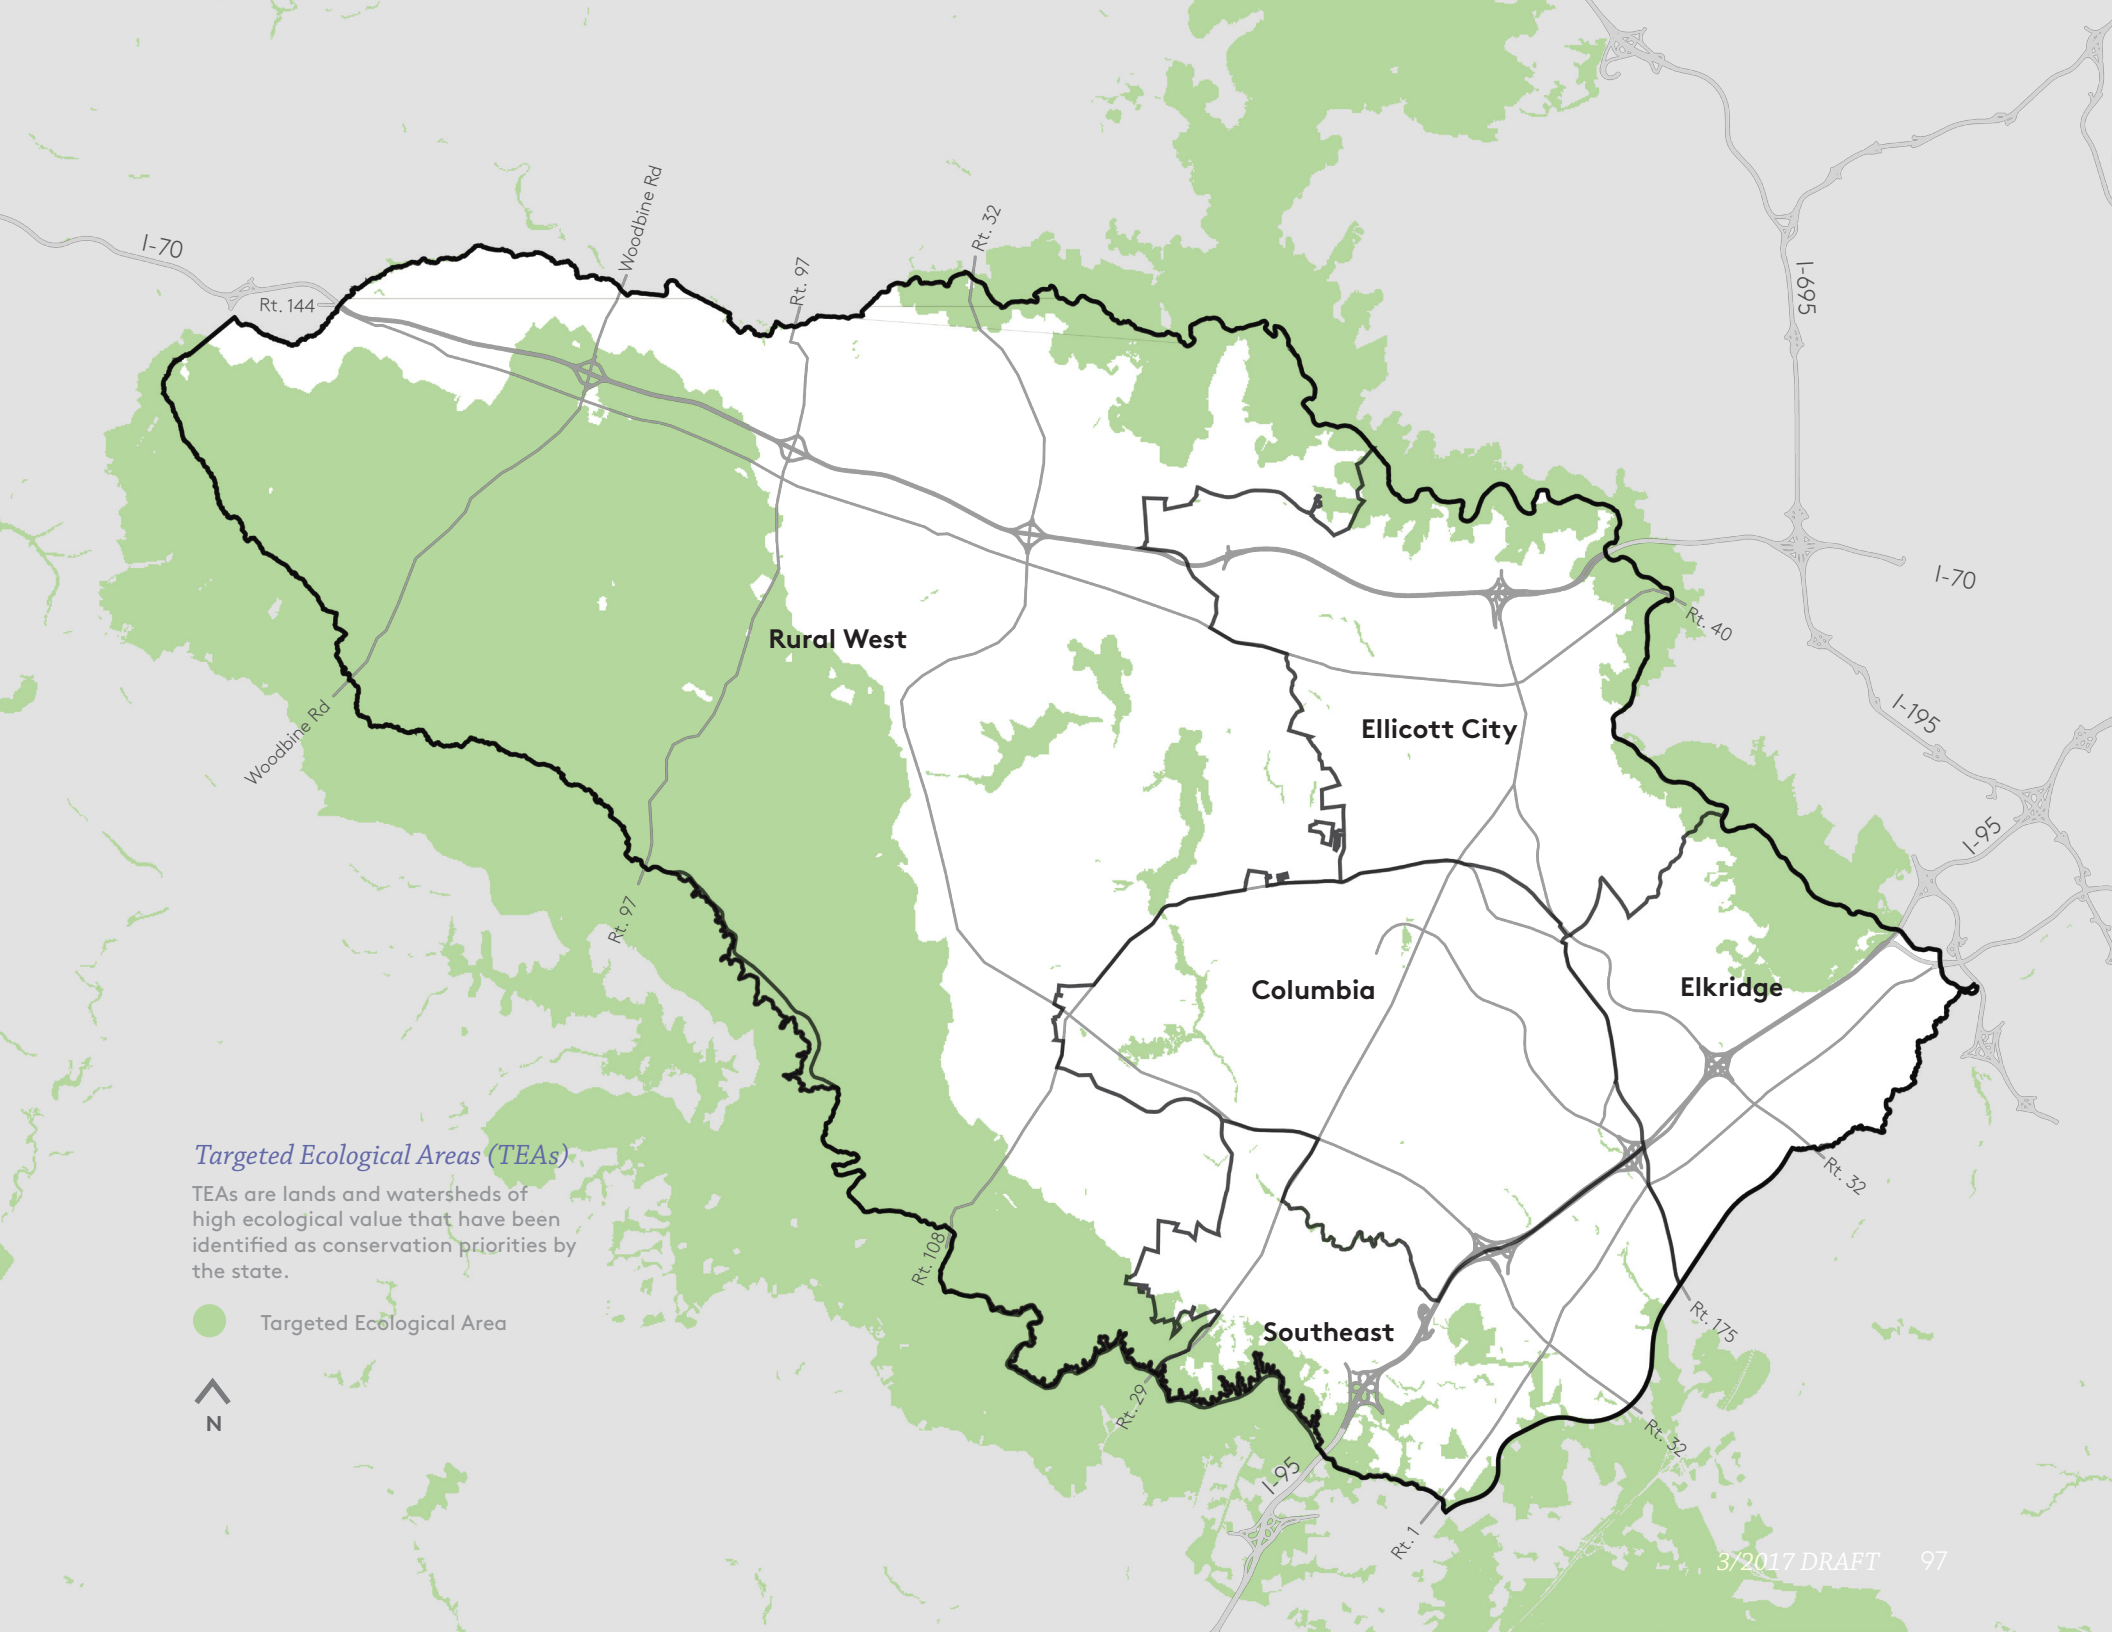 Woodbine Rd
Rt. 32
I-70
Rt. 97
Rt. 144
I-695
I-70
Rt. 40
Rural West
I-195
Ellicott City
Woodbine Rd
I-95
Rt. 97
Columbia
Elkridge
Targeted Ecological Areas (TEAs)
TEAs are lands and watersheds of
high ecological value that have been
identified as conservation priorities by
the state.
Targeted Ecological Area
N
Rt. 32
Rt. 108
Rt. 175
Southeast
Rt. 29
Rt. 32
I-95
Rt. 1
3/2017 DRAFT 97